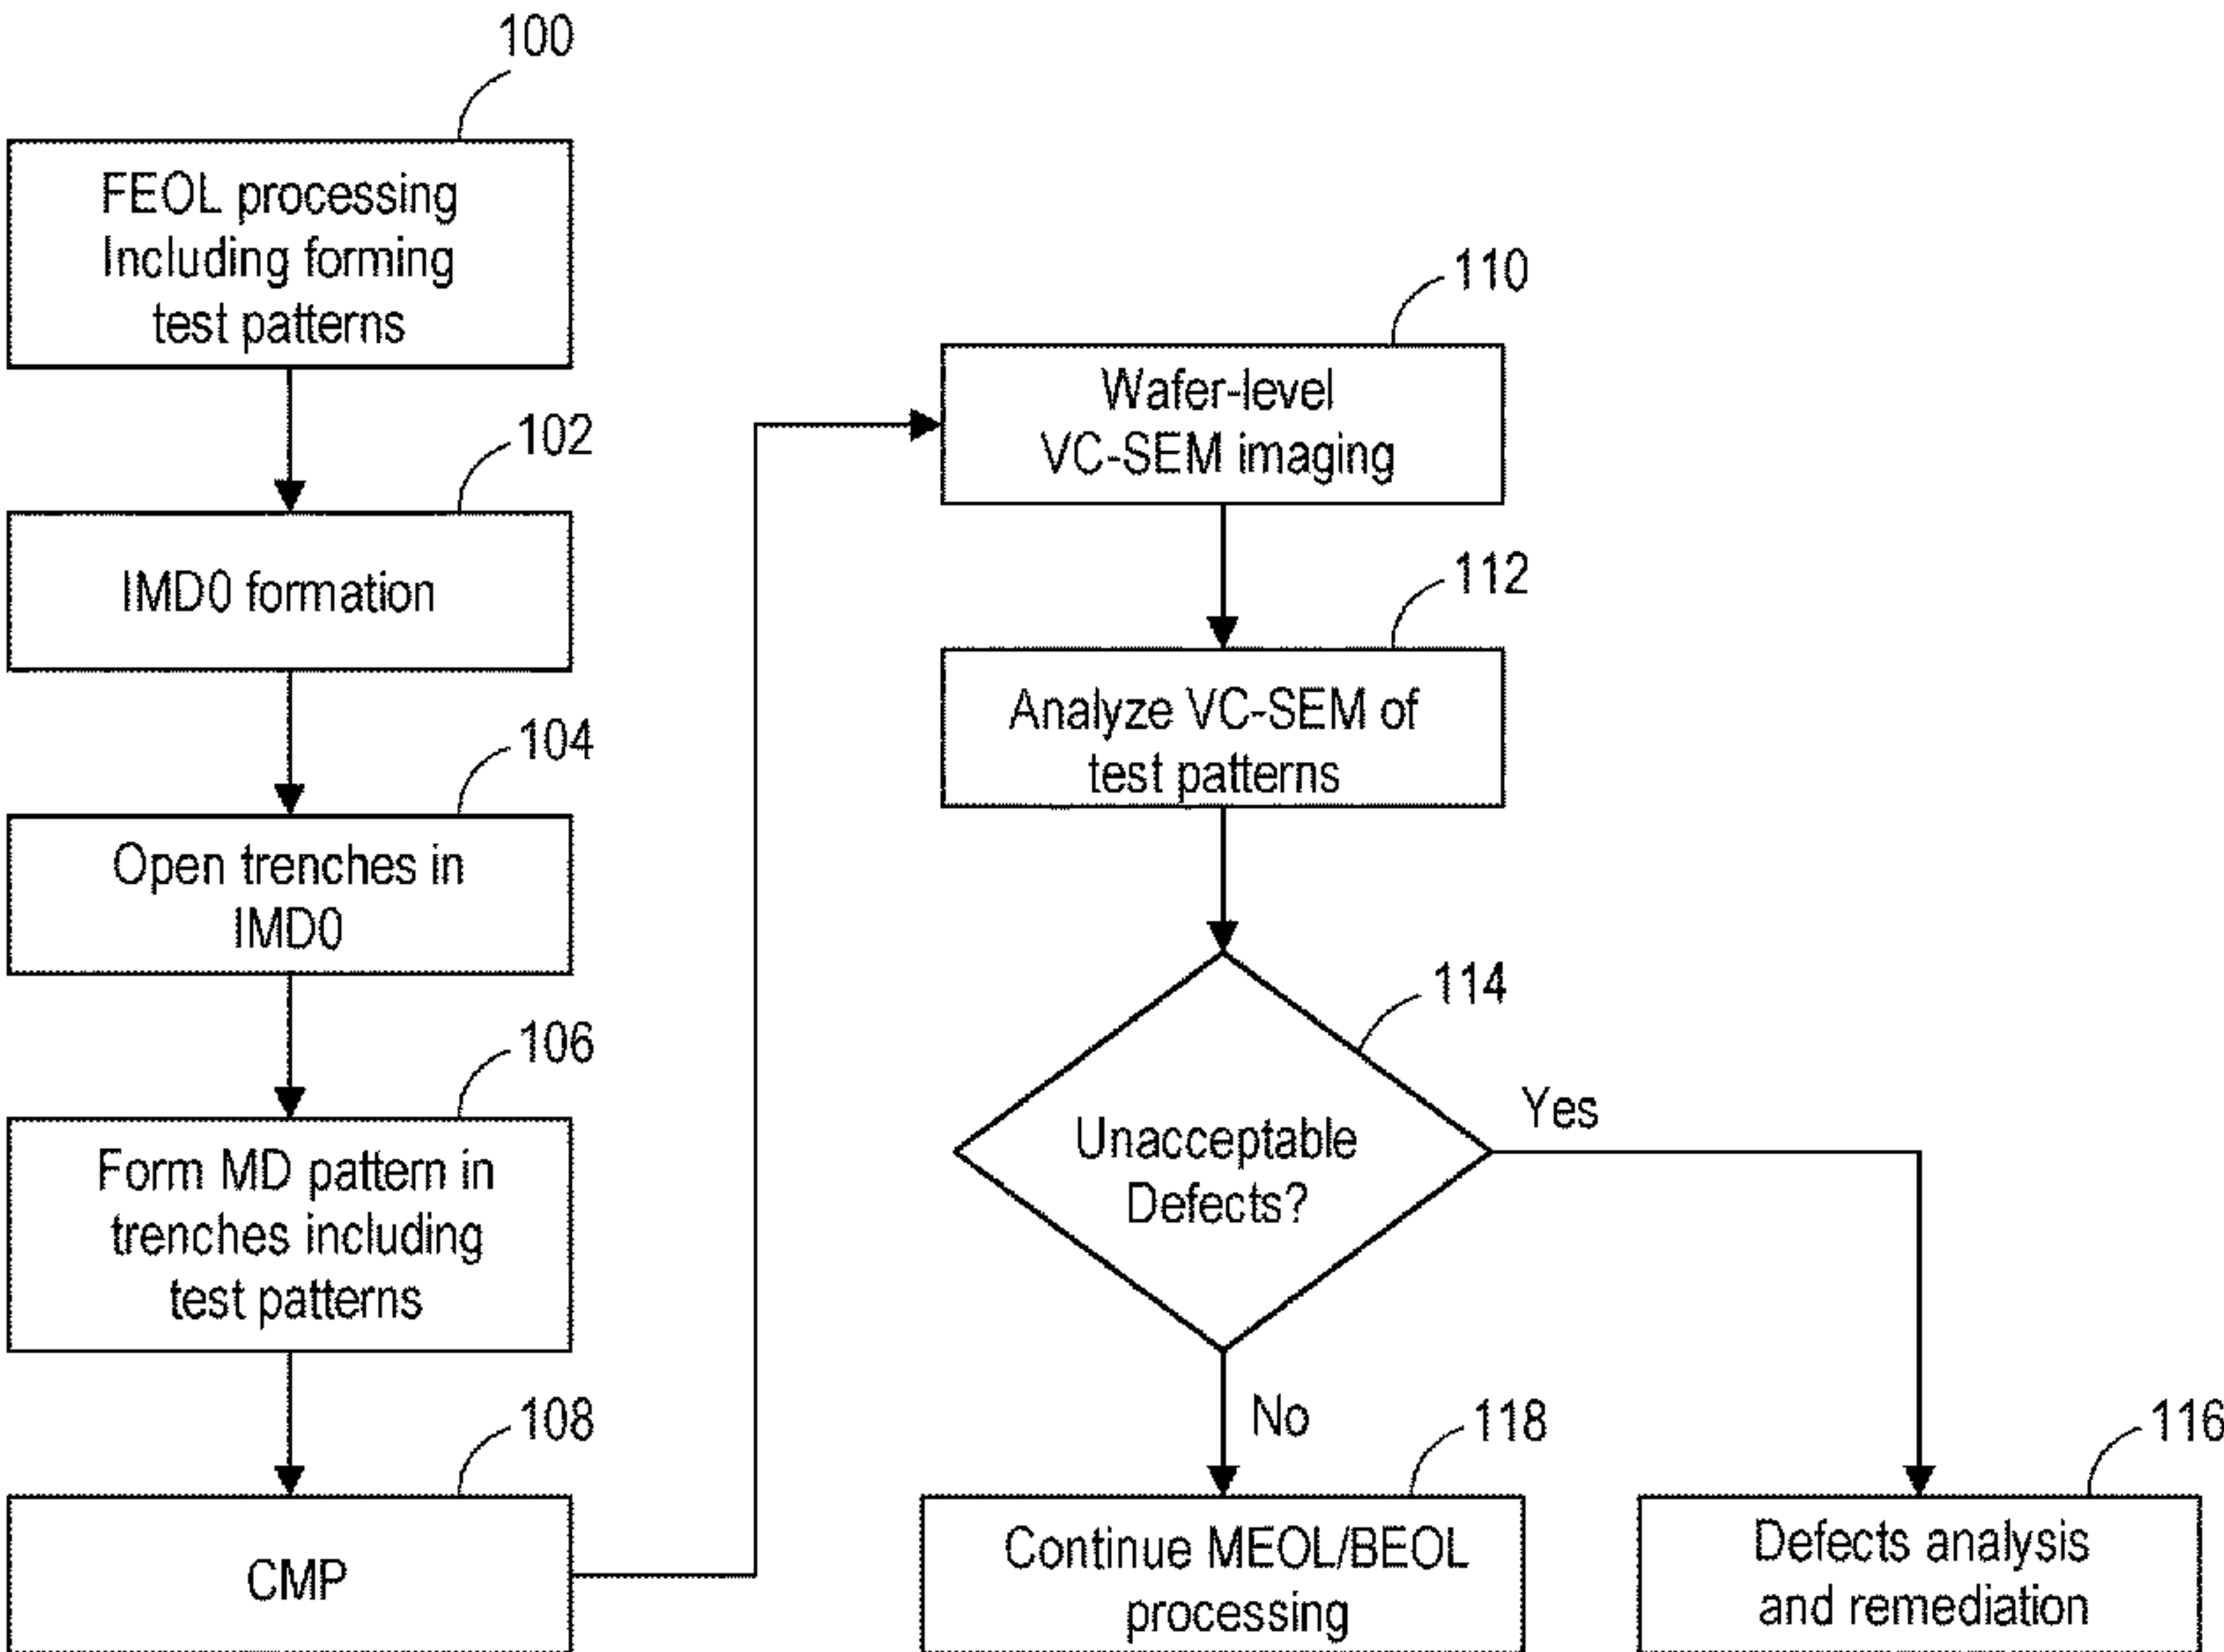 100
FEOL processing
Including forming
test patterns
102
IMD0 formation
104
Open trenches in
IMD0
106
Form MD pattern in
trenches including
test patterns
108
CMP
110
Wafer-level
VC-SEM imaging
112
Analyze VC-SEM of
test patterns
114
Unacceptable
Defects?
Yes
No
118
Continue MEOL/BEOL
processing
116
Defects analysis
and remediation